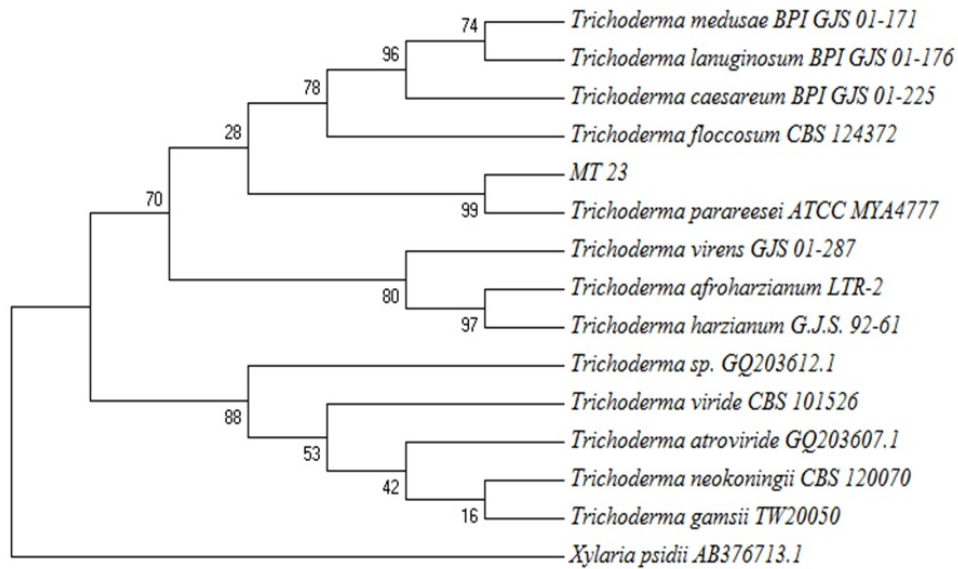 74
Trichoderma medusae BPI GJS 01-171
96
Trichoderma lanuginosum BPI GJS 01-176
78
Trichoderma caesareum BPI GJS 01-225
28
Trichoderma floccosum CBS 124372
MT 23
70
99
Trichoderma parareesei ATCC MYA4777
Trichoderma virens GJS 01-287
80
Trichoderma afroharzianum LTR-2
97
Trichoderma harzianum G.J.S. 92-61
Trichoderma sp. GQ203612.1
88
Trichoderma viride CBS 101526
53
Trichoderma atroviride GQ203607.1
42
Trichoderma neokoningii CBS 120070
16
Trichoderma gamsii TW20050
Xylaria psidii AB376713.1